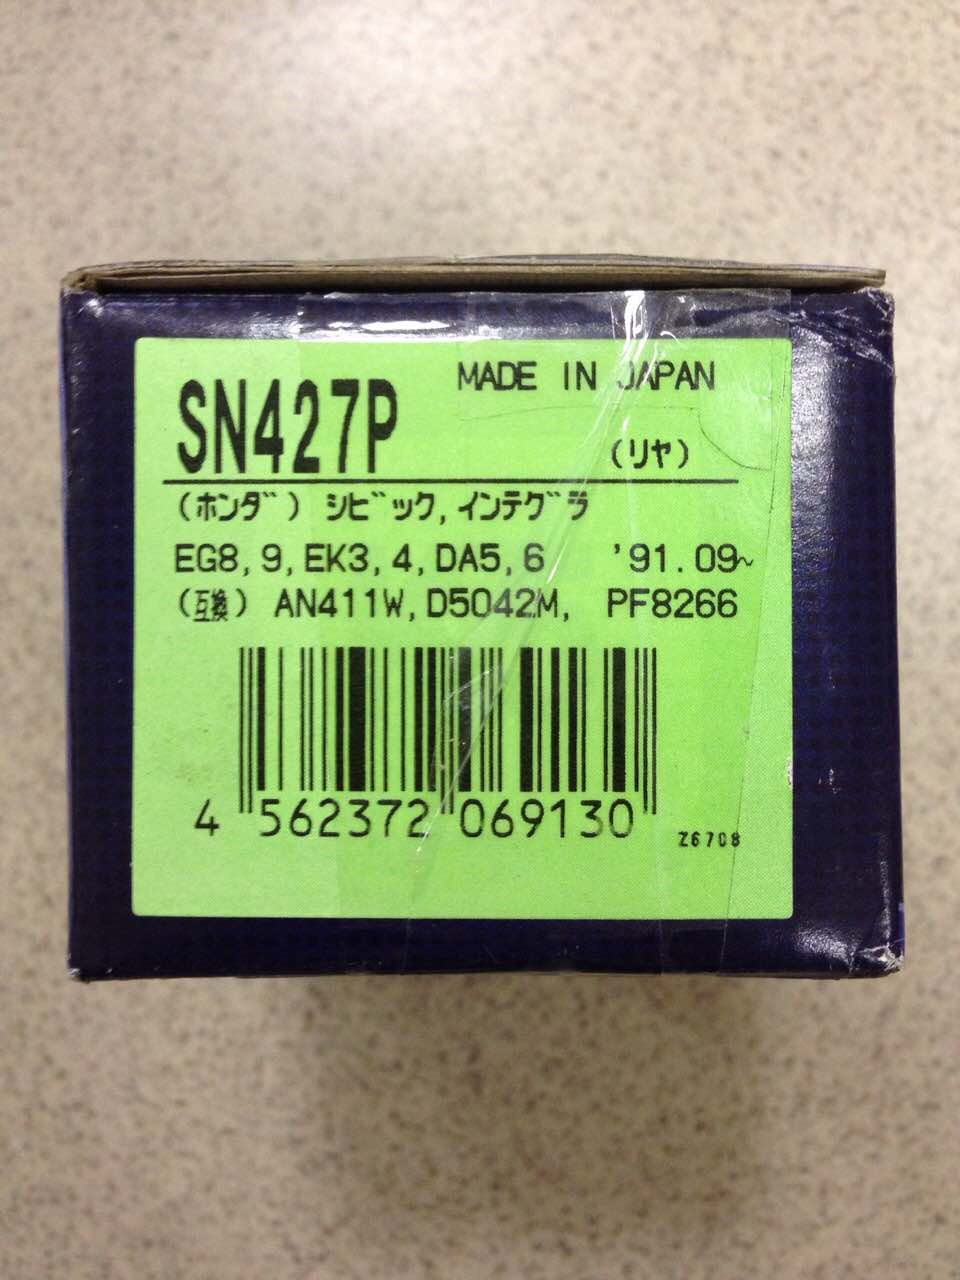 SN427P
MADE IN JAPAN
(リヤ)
(ホンダ) シビック,インテグラ
EG8,9,EK3,4,DA5,6 '91.09~
(互換) AN411W,D5042M, PF8266
4 562372 069130
Z6708